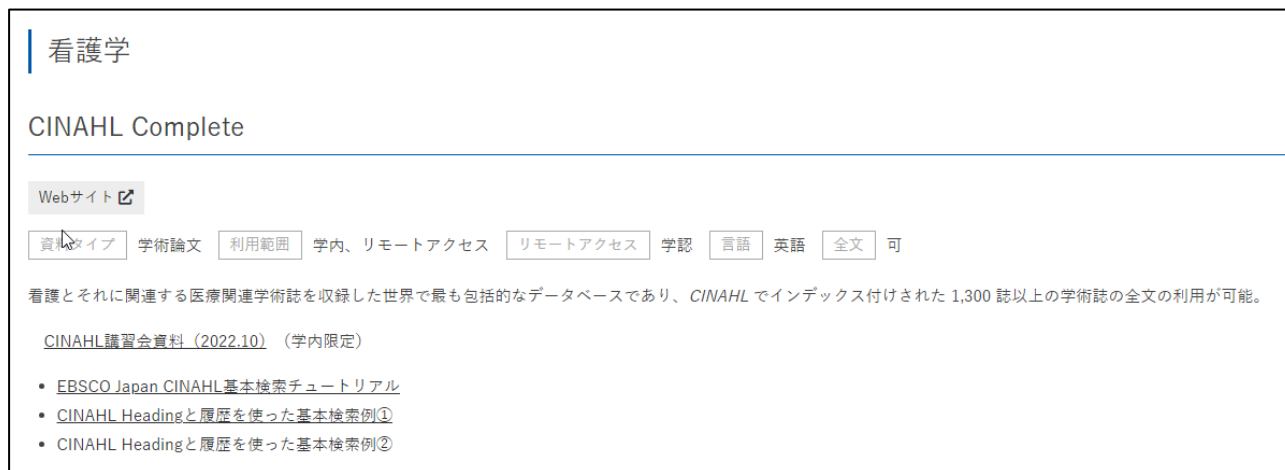 看護学
CINAHL Complete
Webサイト
資料タイプ 学術論文 利用範囲 学内、リモートアクセス リモートアクセス 学認 言語 英語 全文 可
看護とそれに関連する医療関連学術誌を収録した世界で最も包括的なデータベースであり、CINAHL でインデックス付けされた 1,300 誌以上の学術誌の全文の利用が可能。
CINAHL講習会資料（2022.10）（学内限定）
• EBSCO Japan CINAHL基本検索チュートリアル
• CINAHL Headingと履歴を使った基本検索例①
• CINAHL Headingと履歴を使った基本検索例②